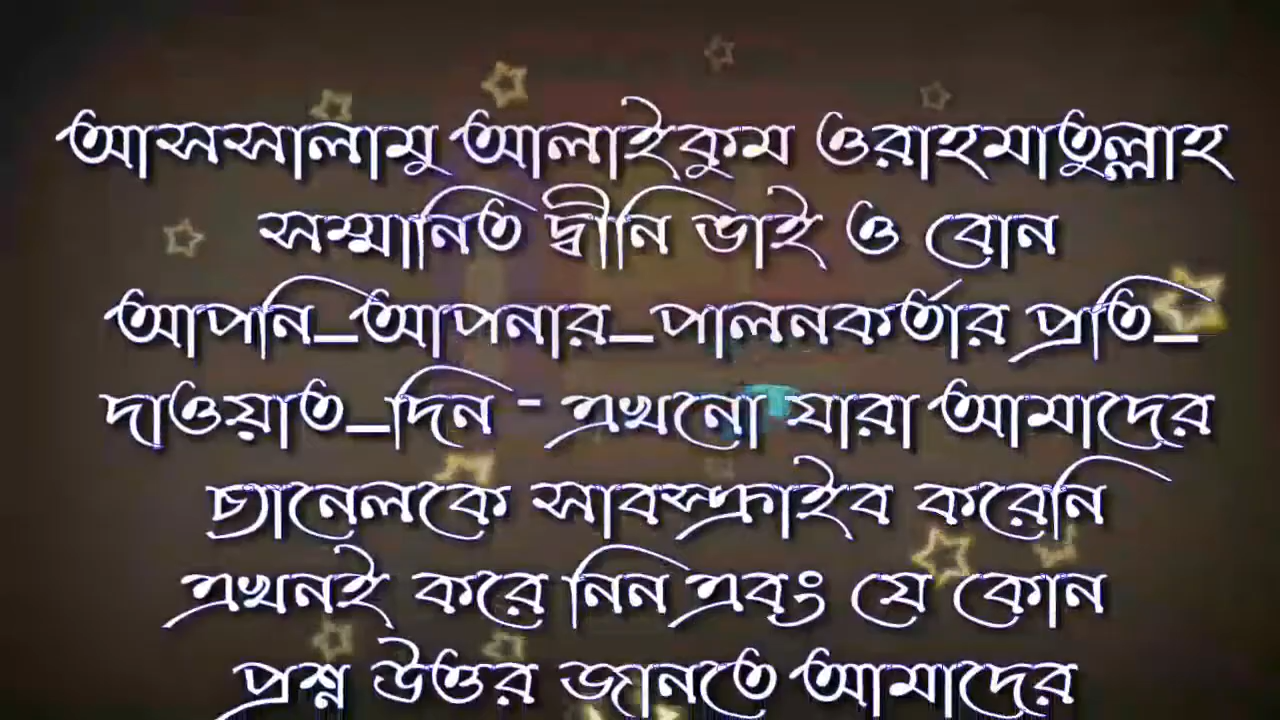 আসসালামু আলাইকুম ওরাহমাতুল্লাহ
সম্মানিত দ্বীনি ভাই ও বোন
আপনি_আপনার_পালনকর্তার প্রতি_
দাওয়াত_দিন - এখনো যারা আমাদের
চ্যানেলকে সাবস্ক্রাইব করেনি
এখনই করে নিন এবং যে কোন
প্রশ্ন উত্তর জানতে আমাদের